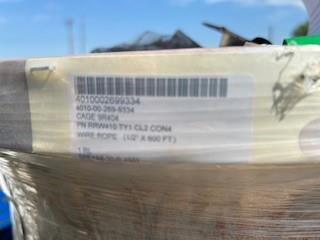 4010002699334
4010-00-269-9334
CAGE 9R404
PN RRW410 TY1 CL2 CON4
WIRE ROPE (1/2" X 600 FT)
1 RL